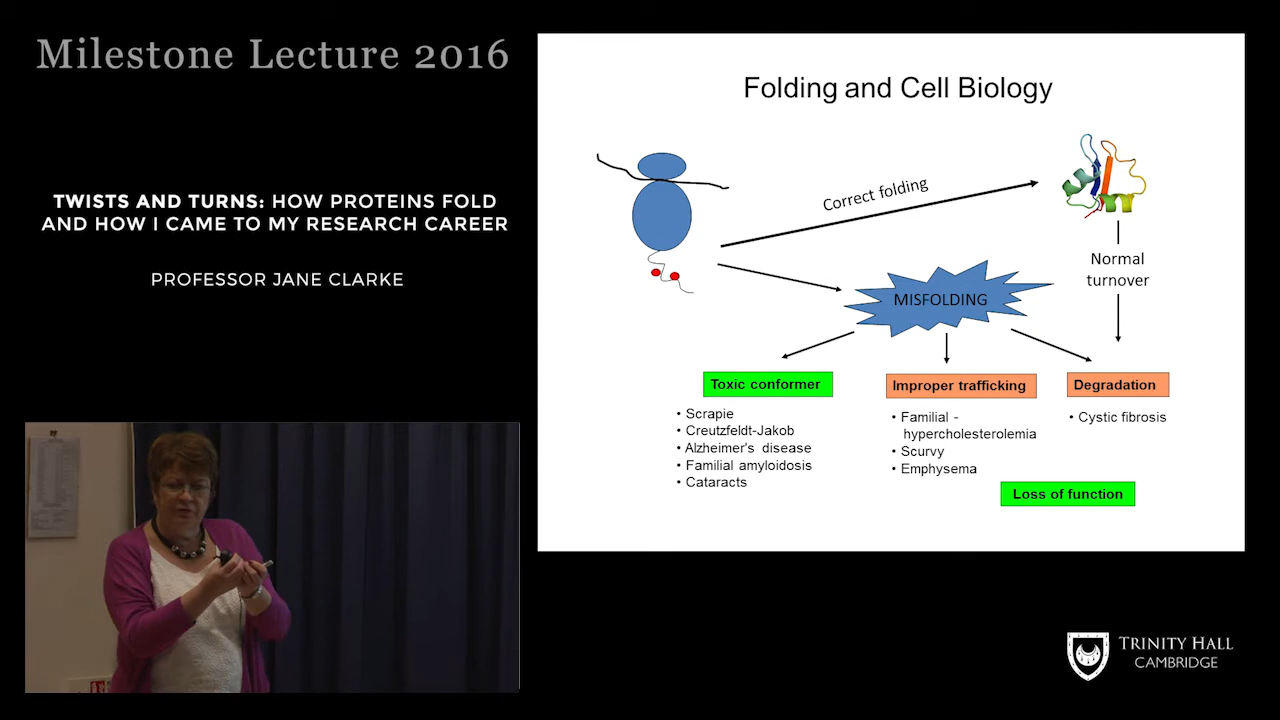 Milestone Lecture 2016
TWISTS AND TURNS: HOW PROTEINS FOLD
AND HOW I CAME TO MY RESEARCH CAREER
PROFESSOR JANE CLARKE
Folding and Cell Biology
Correct folding
Normal
turnover
MISFOLDING
Toxic conformer
• Scrapie
• Creutzfeldt-Jakob
• Alzheimer's disease
• Familial amyloidosis
• Cataracts
Improper trafficking
• Familial -
hypercholesterolemia
• Scurvy
• Emphysema
Degradation
• Cystic fibrosis
Loss of function
TRINITY HALL
CAMBRIDGE